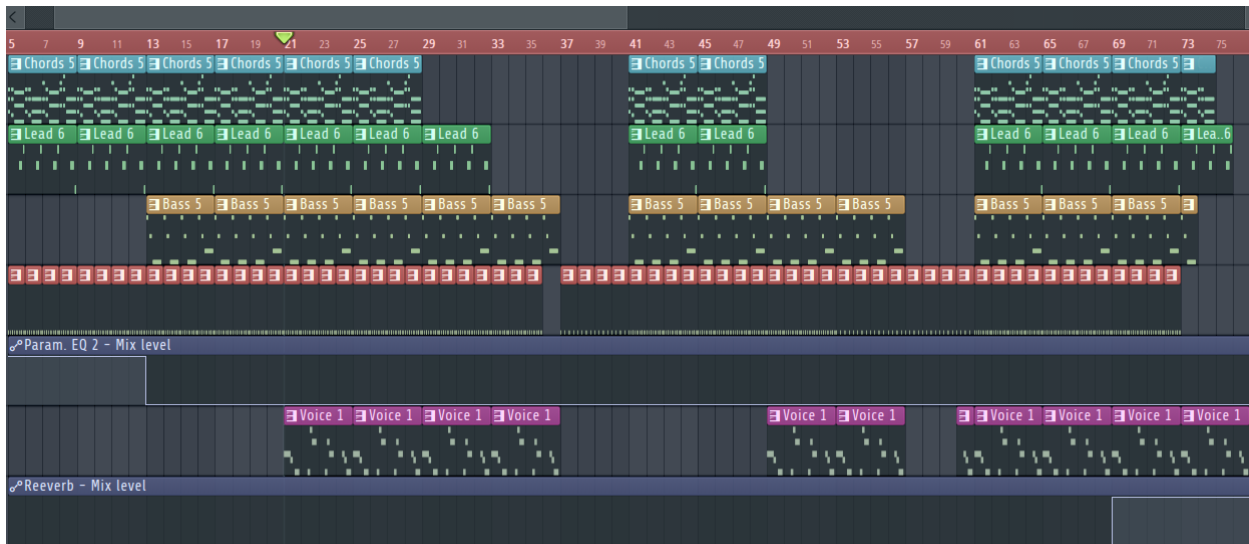 5 7 9 11 13 15 17 19 21 23 25 27 29 31 33 35 37 39 41 43 45 47 49 51 53 55 57 59 61 63 65 67 69 71 73 75
Chords 5 Chords 5 Chords 5 Chords 5 Chords 5 Chords 5 Chords 5 Chords 5 Chords 5 Chords 5 Chords 5
Lead 6 Lead 6 Lead 6 Lead 6 Lead 6 Lead 6 Lead 6 Lead 6 Lead 6 Lead 6 Lead 6 Lead 6 Lea..6
Bass 5 Bass 5 Bass 5 Bass 5 Bass 5 Bass 5 Bass 5 Bass 5 Bass 5 Bass 5 Bass 5 Bass 5 Bass 5
Param. EQ 2 - Mix level
Voice 1 Voice 1 Voice 1 Voice 1 Voice 1 Voice 1 Voice 1 Voice 1 Voice 1 Voice 1
Reeverb - Mix level